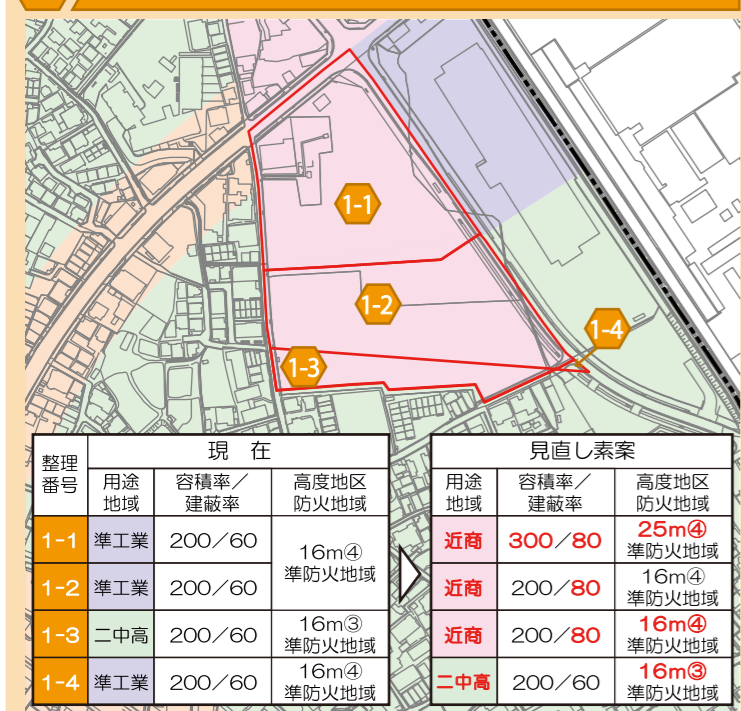 1-1
1-2
1-4
1-3
整理番号 現 在
用途地域 容積率／建蔽率 高度地区 防火地域
1-1 準工業 200／60 16m④ 準防火地域
1-2 準工業 200／60
1-3 二中高 200／60 16m③ 準防火地域
1-4 準工業 200／60 16m④ 準防火地域
見直し素案
用途地域 容積率／建蔽率 高度地区 防火地域
近商 300／80 25m④ 準防火地域
近商 200／80 16m④ 準防火地域
近商 200／80 16m④ 準防火地域
二中高 200／60 16m③ 準防火地域